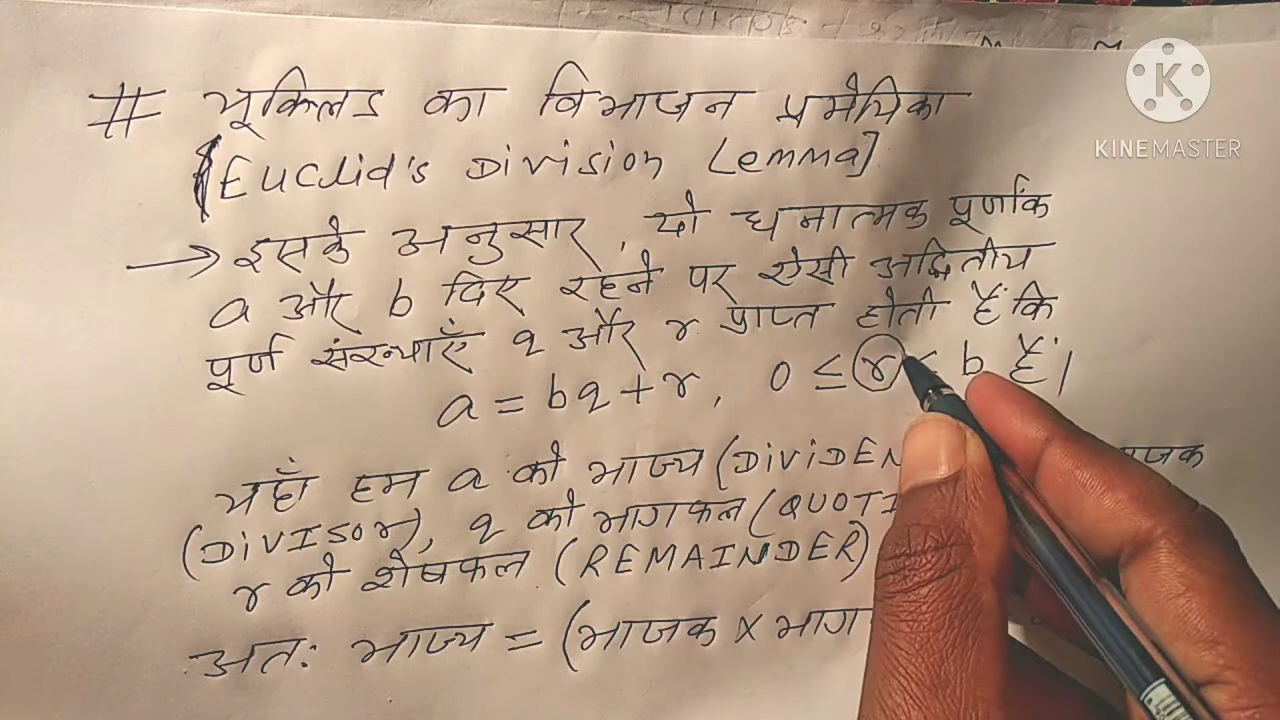 K
KINEMASTER
# यूक्लिड का विभाजन प्रमेयिका
[Euclid's Division Lemma]
→ इसके अनुसार, दो धनात्मक पूर्णांक
a और b दिए रहने पर ऐसी अद्वितीय
पूर्ण संख्याएँ q और r प्राप्त होती हैं कि
a = bq + r, 0 ≤ r < b हैं।
यहाँ हम a को भाज्य (DIVIDEN
(DIVISOR), q को भागफल (QUOTI
r को शेषफल (REMAINDER)
अतः भाज्य = (भाजक × भाग